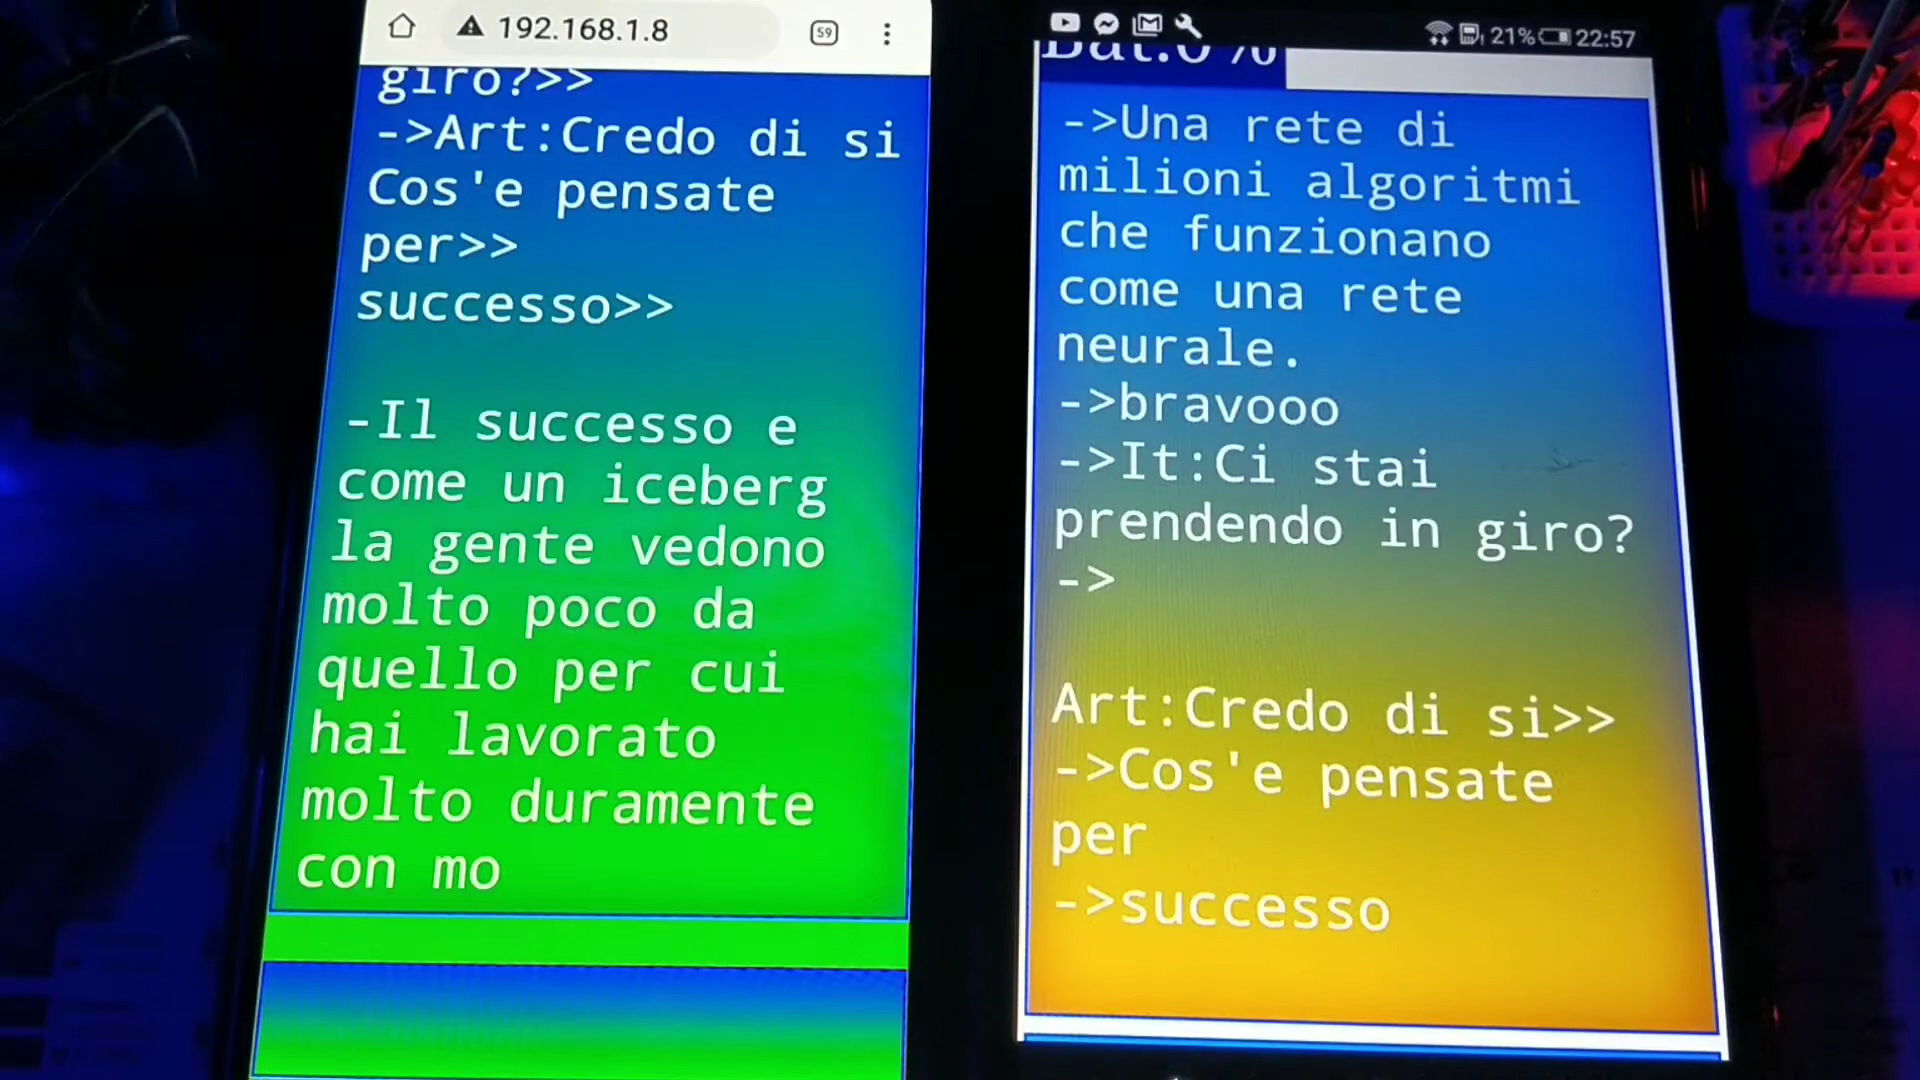 192.168.1.8
59
giro?>>
->Art:Credo di si
Cos'e pensate
per>>
successo>>
-Il successo e
come un iceberg
la gente vedono
molto poco da
quello per cui
hai lavorato
molto duramente
con mo
21% 22:57
Bat:0%
->Una rete di
milioni algoritmi
che funzionano
come una rete
neurale.
->bravooo
->It:Ci stai
prendendo in giro?
->
Art:Credo di si>>
->Cos'e pensate
per
->successo